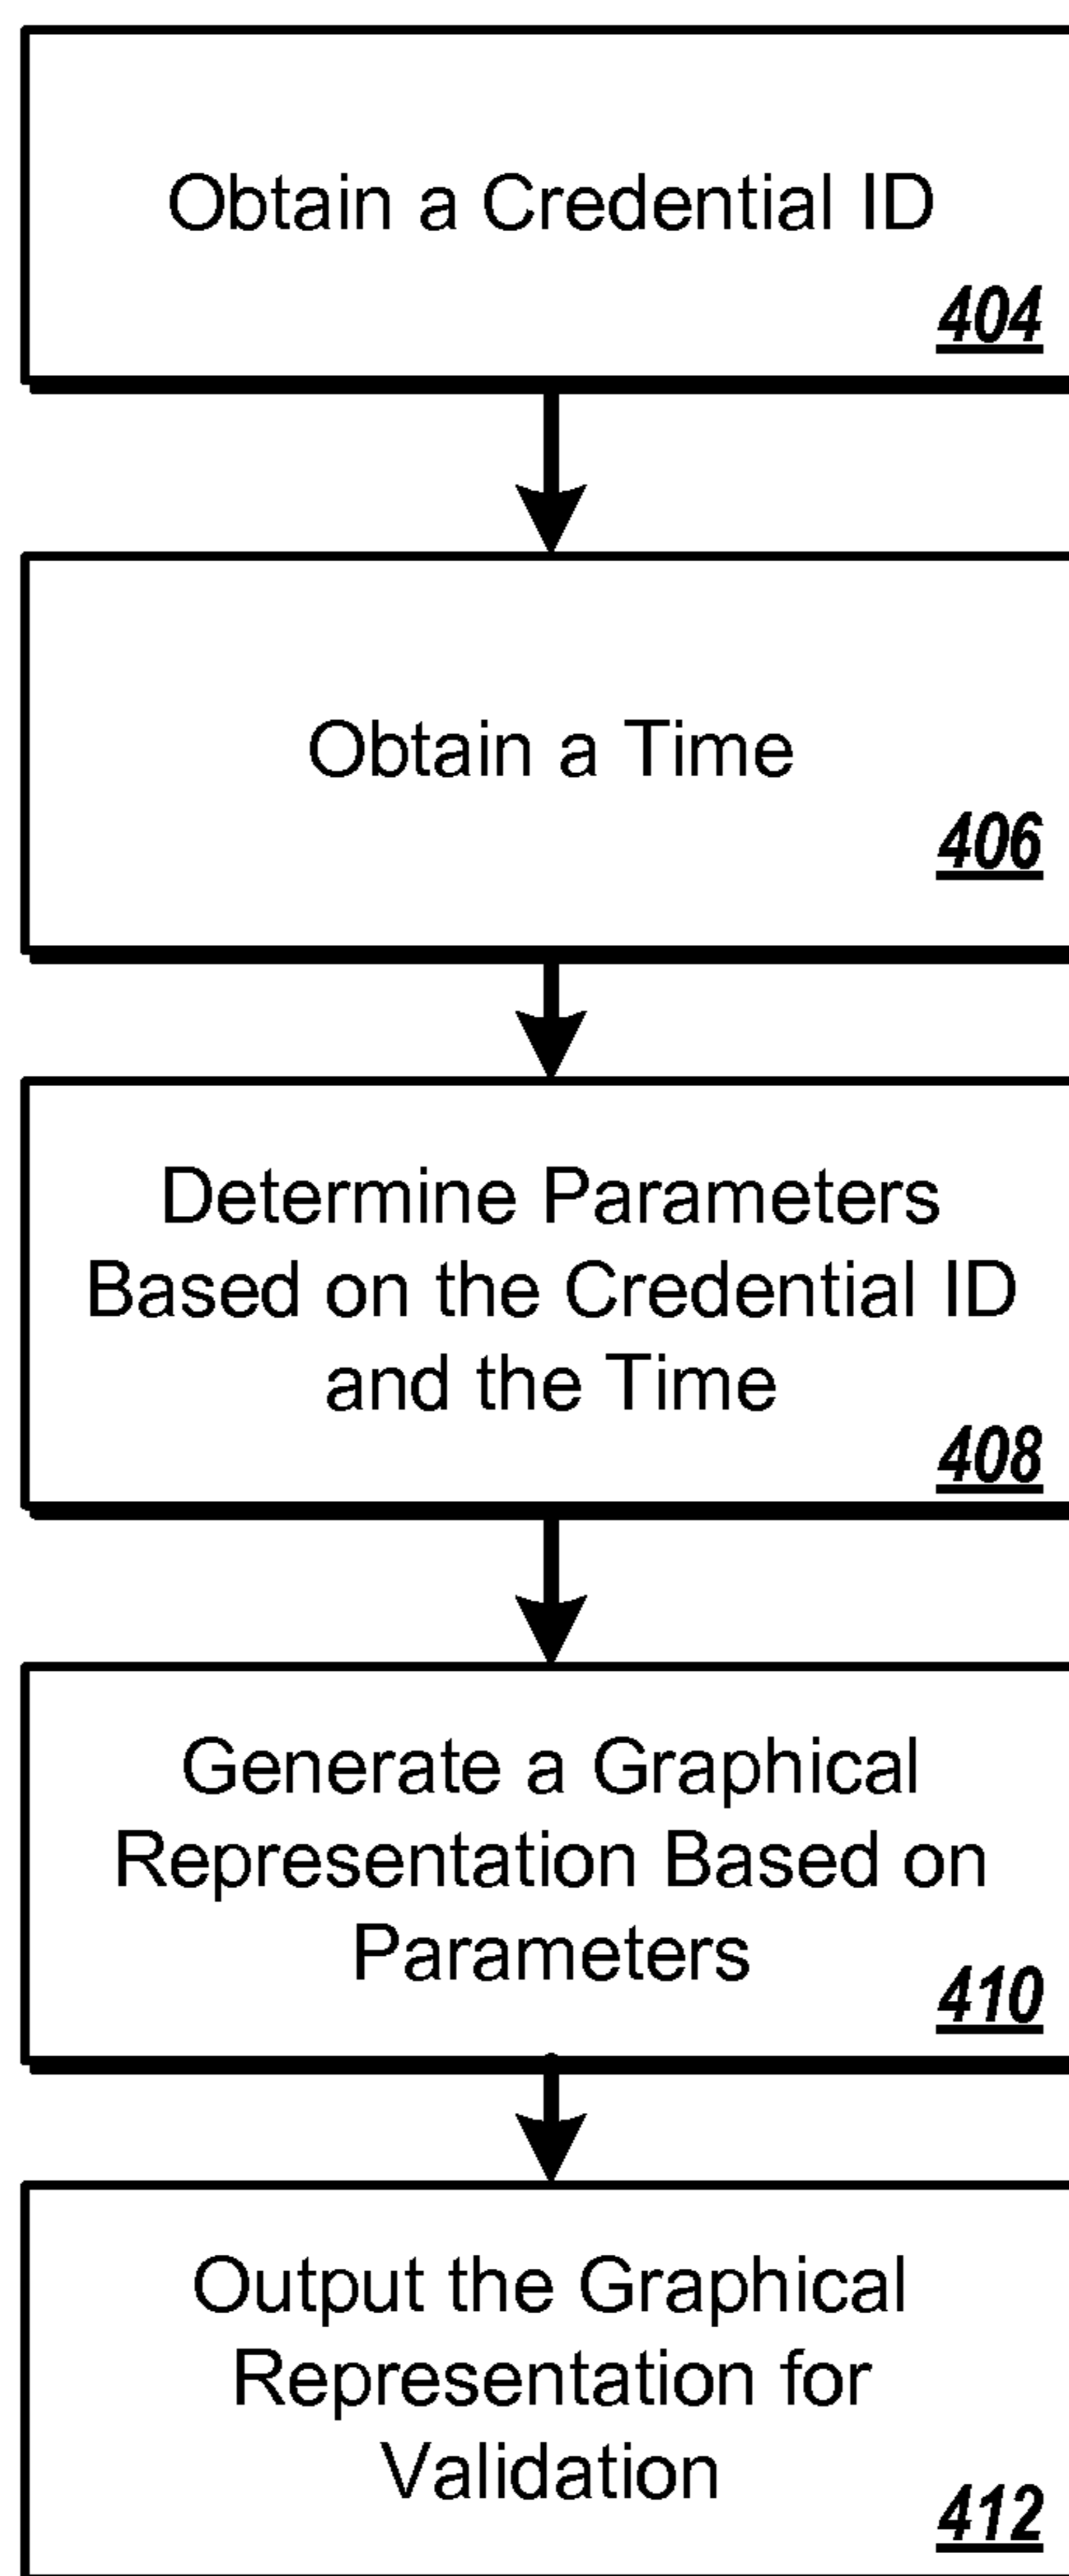 Obtain a Credential ID
404
Obtain a Time
406
Determine Parameters
Based on the Credential ID
and the Time
408
Generate a Graphical
Representation Based on
Parameters
410
Output the Graphical
Representation for
Validation
412